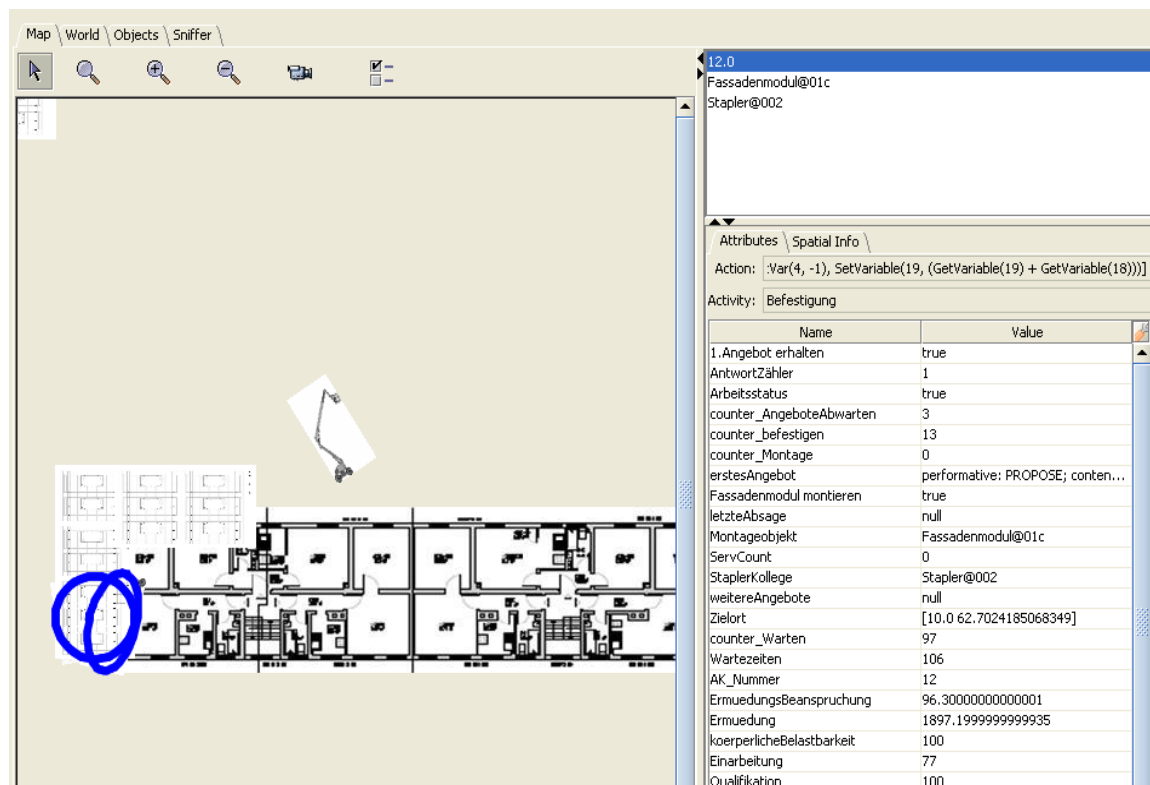 Map World Objects Sniffer
12.0
Fassadenmodul@01c
Stapler@002
Attributes Spatial Info
Action: :Var(4, -1), SetVariable(19, (GetVariable(19) + GetVariable(18)))]
Activity: Befestigung
Name Value
1.Angebot erhalten true
AntwortZähler 1
Arbeitsstatus true
counter_AngeboteAbwarten 3
counter_befestigen 13
counter_Montage 0
erstesAngebot performative: PROPOSE; conten...
Fassadenmodul montieren true
letzteAbsage null
Montageobjekt Fassadenmodul@01c
ServCount 0
StaplerKollege Stapler@002
weitereAngebote null
Zielort [10.0 62.7024185068349]
counter_Warten 97
Wartezeiten 106
AK_Nummer 12
ErmuedungsBeanspruchung 96.30000000000001
Ermuedung 1897.1999999999935
koerperlicheBelastbarkeit 100
Einarbeitung 77
Qualifikation 100